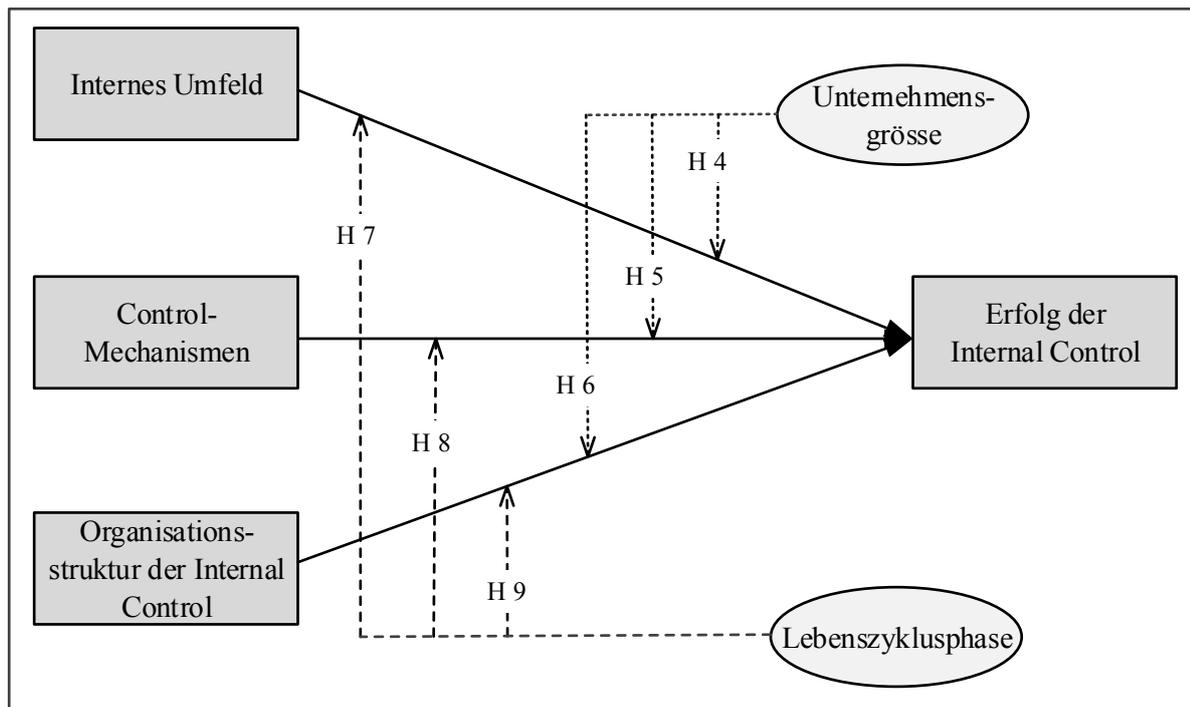 Internes Umfeld
Unternehmens-
grösse
H 4
H 7
H 5
Control-
Mechanismen
Erfolg der
Internal Control
H 6
H 8
Organisations-
struktur der Internal
Control
H 9
Lebenszyklusphase